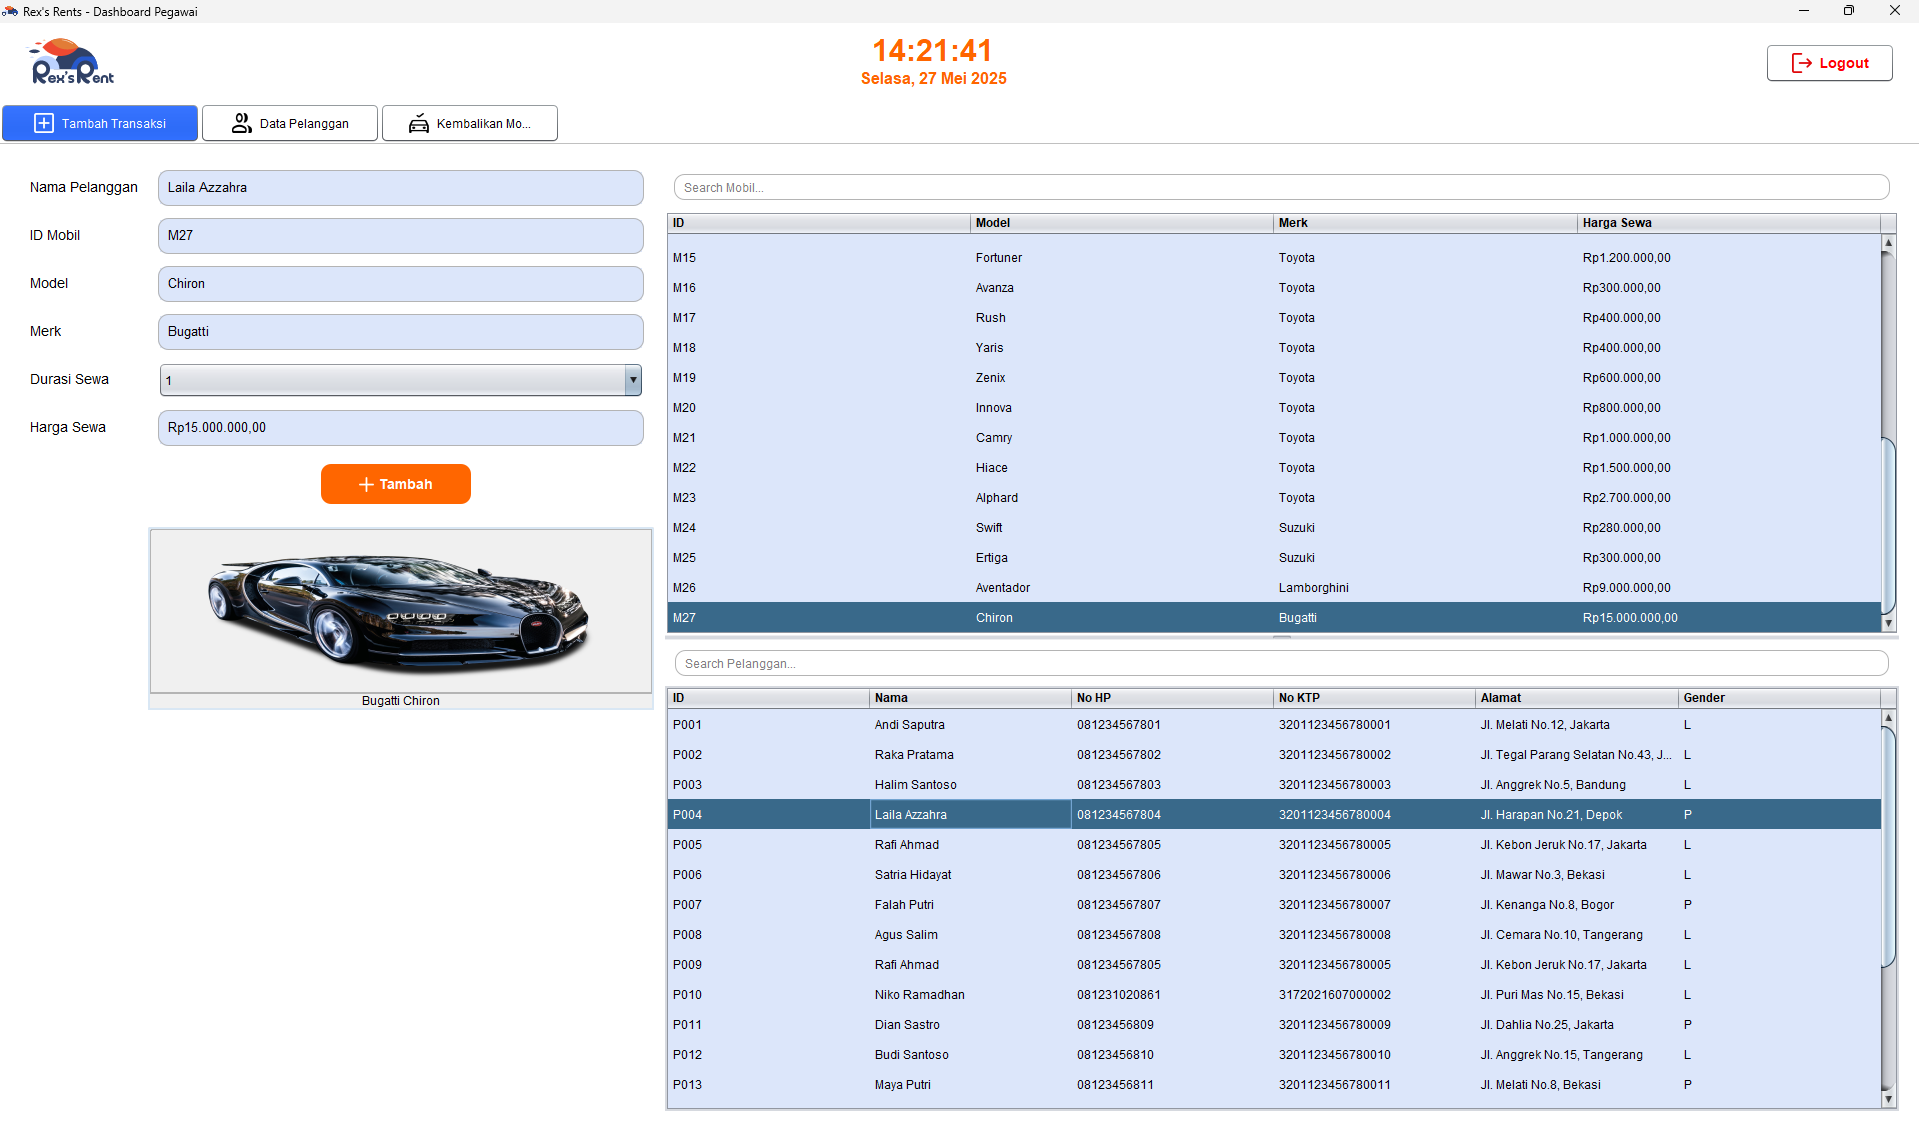 Rex's Rents - Dashboard Pegawai
Rex's Rent
14:21:41
Selasa, 27 Mei 2025
Logout
Tambah Transaksi
Data Pelanggan
Kembalikan Mo...
Nama Pelanggan
Laila Azzahra
ID Mobil
M27
Model
Chiron
Merk
Bugatti
Durasi Sewa
1
Harga Sewa
Rp15.000.000,00
Tambah
Bugatti Chiron
Search Mobil...
ID Model Merk Harga Sewa
M15 Fortuner Toyota Rp1.200.000,00
M16 Avanza Toyota Rp300.000,00
M17 Rush Toyota Rp400.000,00
M18 Yaris Toyota Rp400.000,00
M19 Zenix Toyota Rp600.000,00
M20 Innova Toyota Rp800.000,00
M21 Camry Toyota Rp1.000.000,00
M22 Hiace Toyota Rp1.500.000,00
M23 Alphard Toyota Rp2.700.000,00
M24 Swift Suzuki Rp280.000,00
M25 Ertiga Suzuki Rp300.000,00
M26 Aventador Lamborghini Rp9.000.000,00
M27 Chiron Bugatti Rp15.000.000,00
Search Pelanggan...
ID Nama No HP No KTP Alamat Gender
P001 Andi Saputra 081234567801 3201123456780001 Jl. Melati No.12, Jakarta L
P002 Raka Pratama 081234567802 3201123456780002 Jl. Tegal Parang Selatan No.43, J... L
P003 Halim Santoso 081234567803 3201123456780003 Jl. Anggrek No.5, Bandung L
P004 Laila Azzahra 081234567804 3201123456780004 Jl. Harapan No.21, Depok P
P005 Rafi Ahmad 081234567805 3201123456780005 Jl. Kebon Jeruk No.17, Jakarta L
P006 Satria Hidayat 081234567806 3201123456780006 Jl. Mawar No.3, Bekasi L
P007 Falah Putri 081234567807 3201123456780007 Jl. Kenanga No.8, Bogor P
P008 Agus Salim 081234567808 3201123456780008 Jl. Cemara No.10, Tangerang L
P009 Rafi Ahmad 081234567805 3201123456780005 Jl. Kebon Jeruk No.17, Jakarta L
P010 Niko Ramadhan 081231020861 3172021607000002 Jl. Puri Mas No.15, Bekasi L
P011 Dian Sastro 08123456809 3201123456780009 Jl. Dahlia No.25, Jakarta P
P012 Budi Santoso 08123456810 3201123456780010 Jl. Anggrek No.15, Tangerang L
P013 Maya Putri 08123456811 3201123456780011 Jl. Melati No.8, Bekasi P